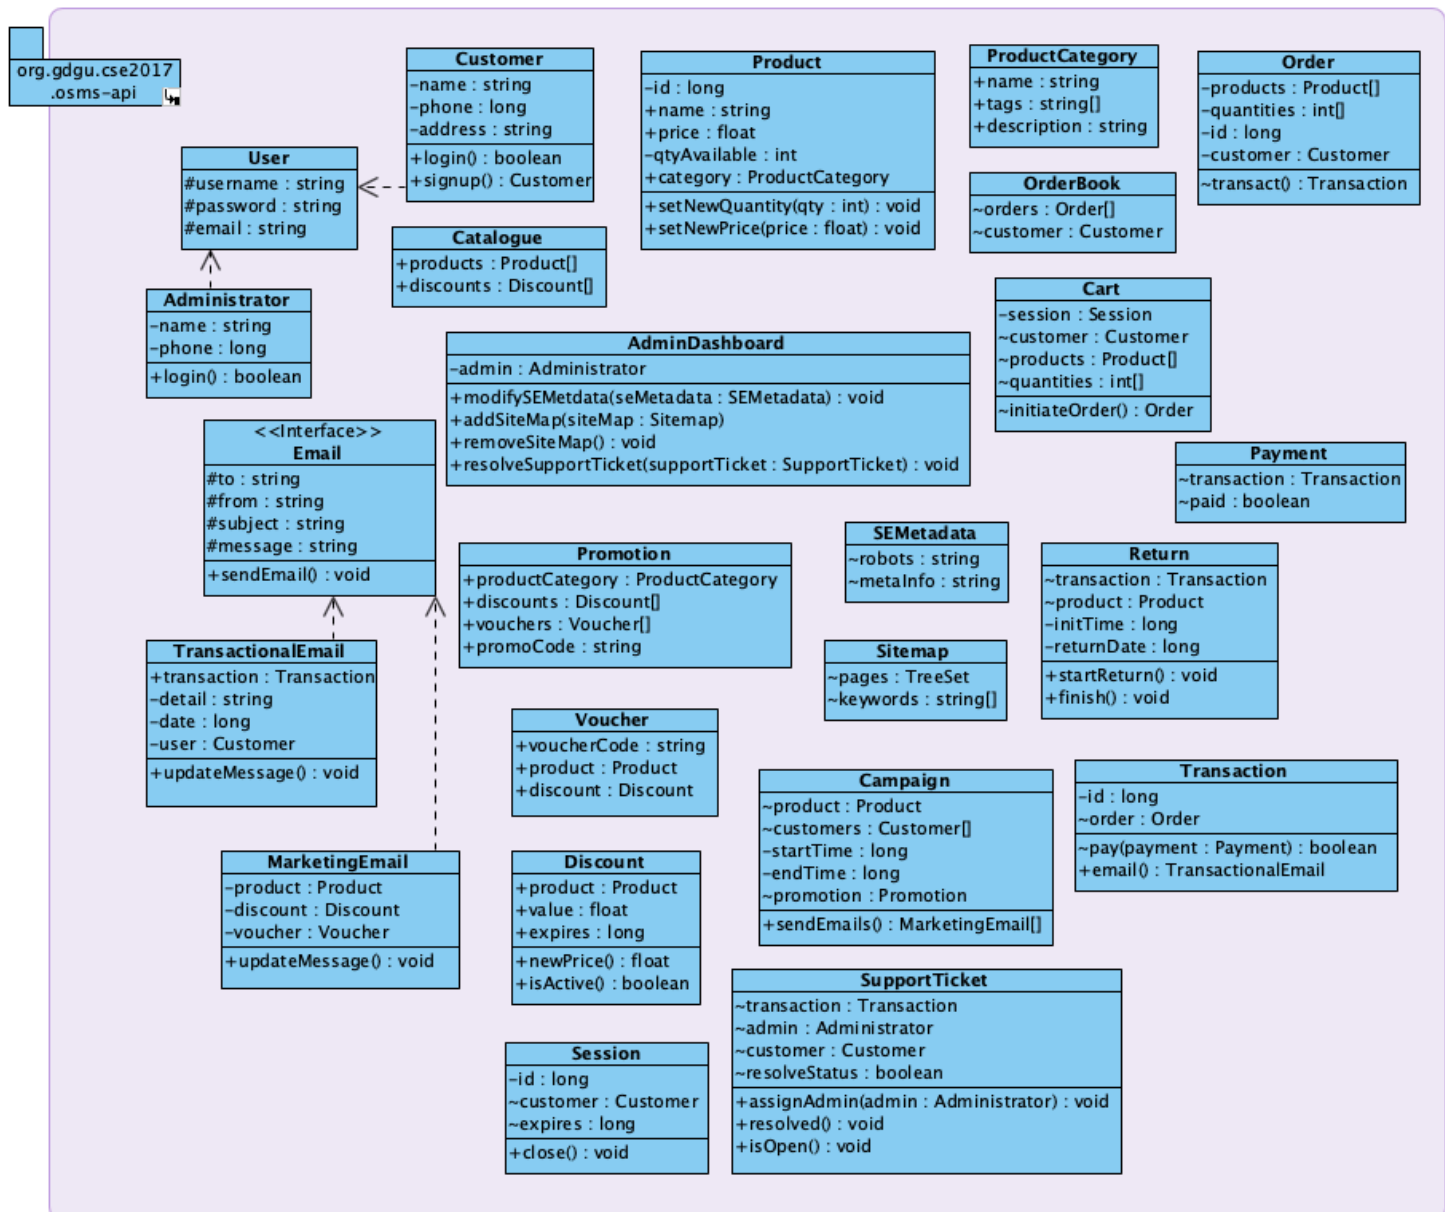 org.gdgu.cse2017
.osms-api
Customer
-name : string
-phone : long
-address : string
+login() : boolean
+signup() : Customer
Product
-id : long
+name : string
+price : float
-qtyAvailable : int
+category : ProductCategory
+setNewQuantity(qty : int) : void
+setNewPrice(price : float) : void
ProductCategory
+name : string
+tags : string[]
+description : string
Order
-products : Product[]
-quantities : int[]
-id : long
-customer : Customer
~transact() : Transaction
User
#username : string
#password : string
#email : string
OrderBook
~orders : Order[]
~customer : Customer
Catalogue
+products : Product[]
+discounts : Discount[]
Administrator
-name : string
-phone : long
+login() : boolean
Cart
-session : Session
~customer : Customer
~products : Product[]
~quantities : int[]
~initiateOrder() : Order
AdminDashboard
-admin : Administrator
+modifySEMetdata(seMetadata : SEMetadata) : void
+addSiteMap(siteMap : Sitemap)
+removeSiteMap() : void
+resolveSupportTicket(supportTicket : SupportTicket) : void
<<Interface>>
Email
#to : string
#from : string
#subject : string
#message : string
+sendEmail() : void
Payment
~transaction : Transaction
~paid : boolean
SEMetadata
~robots : string
~metaInfo : string
Promotion
+productCategory : ProductCategory
+discounts : Discount[]
+vouchers : Voucher[]
+promoCode : string
Return
~transaction : Transaction
~product : Product
-initTime : long
-returnDate : long
+startReturn() : void
+finish() : void
TransactionalEmail
+transaction : Transaction
-detail : string
-date : long
-user : Customer
+updateMessage() : void
Sitemap
~pages : TreeSet
~keywords : string[]
Voucher
+voucherCode : string
+product : Product
+discount : Discount
Campaign
~product : Product
~customers : Customer[]
-startTime : long
-endTime : long
~promotion : Promotion
+sendEmails() : MarketingEmail[]
Transaction
-id : long
~order : Order
~pay(payment : Payment) : boolean
+email() : TransactionalEmail
MarketingEmail
-product : Product
-discount : Discount
-voucher : Voucher
+updateMessage() : void
Discount
+product : Product
+value : float
+expires : long
+newPrice() : float
+isActive() : boolean
SupportTicket
~transaction : Transaction
~admin : Administrator
~customer : Customer
~resolveStatus : boolean
+assignAdmin(admin : Administrator) : void
+resolved() : void
+isOpen() : void
Session
-id : long
~customer : Customer
~expires : long
+close() : void